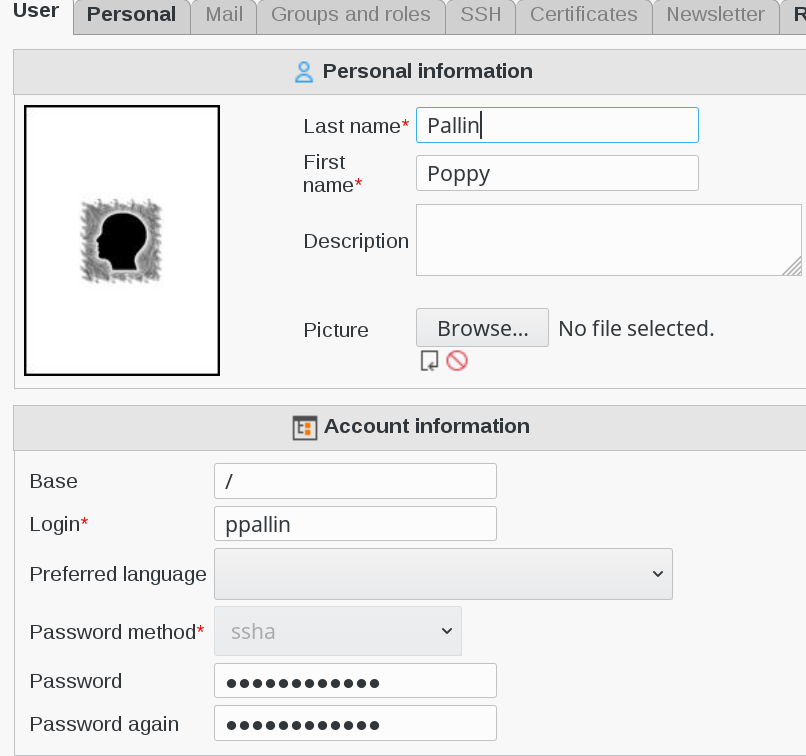 User Personal Mail Groups and roles SSH Certificates Newsletter R
Personal information
Last name* Pallin
First
name* Poppy
Description
Picture Browse... No file selected.
Account information
Base /
Login* ppallin
Preferred language
Password method* ssha
Password ●●●●●●●●●●●●
Password again ●●●●●●●●●●●●